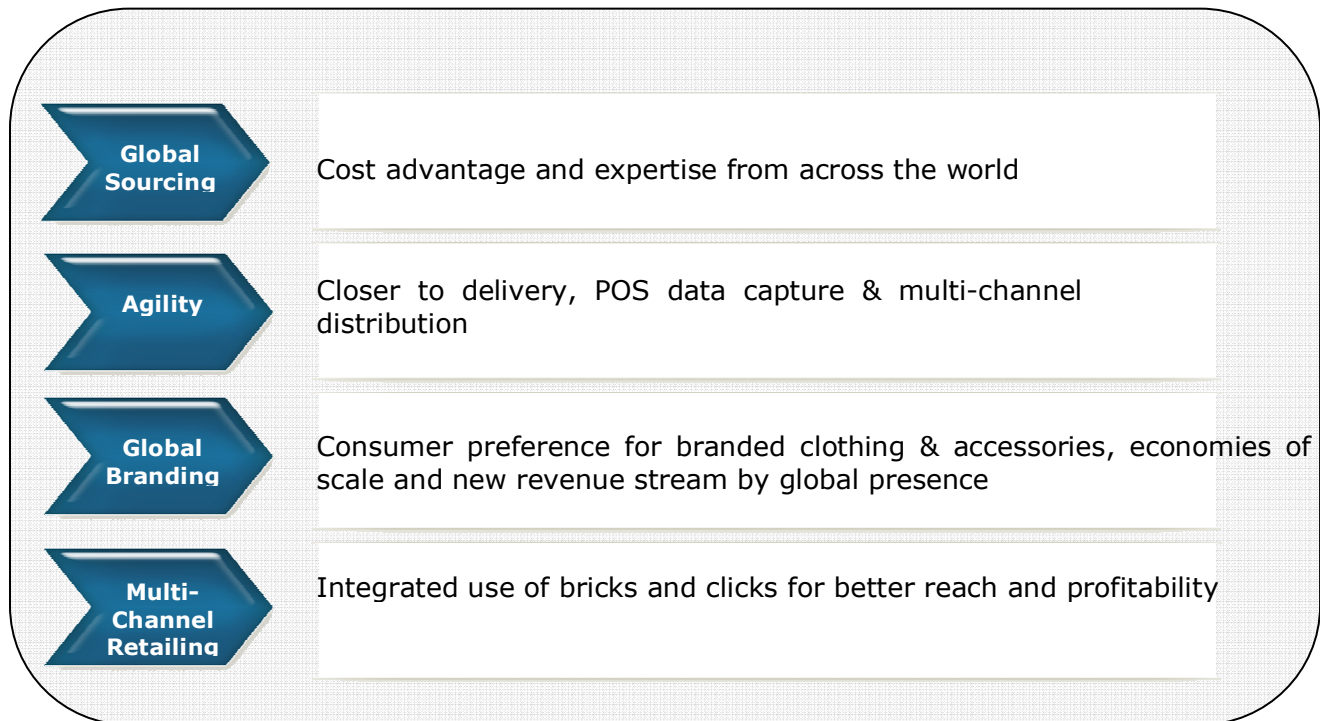 Global
Sourcing
Cost advantage and expertise from across the world
Agility
Closer to delivery, POS data capture & multi-channel
distribution
Global
Branding
Consumer preference for branded clothing & accessories, economies of
scale and new revenue stream by global presence
Multi-
Channel
Retailing
Integrated use of bricks and clicks for better reach and profitability